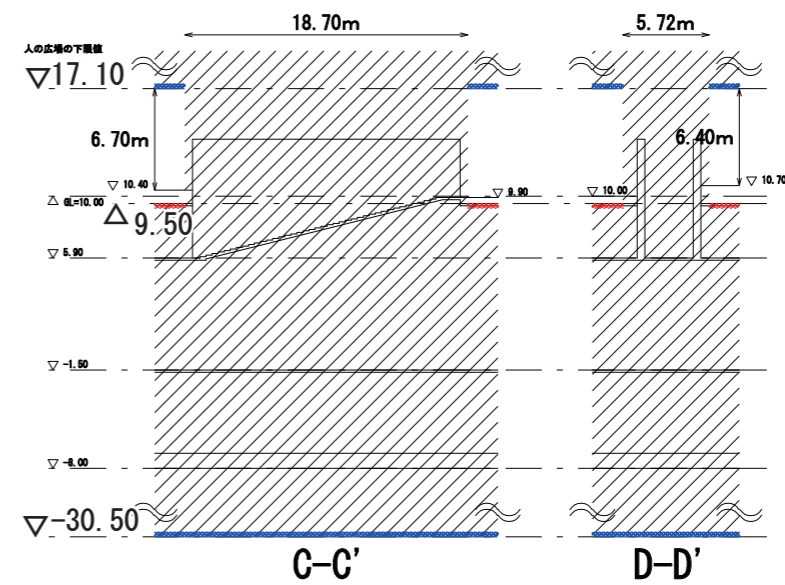 18.70m
5.72m
人の広場の下限値
▽17.10
6.70m
6.40m
▽ 10.40
▽ 9.90
▽ 10.00
▽ 10.70
△ GL=10.00
△ 9.50
▽ 5.90
▽ -1.50
▽ -8.00
▽-30.50
C-C'
D-D'